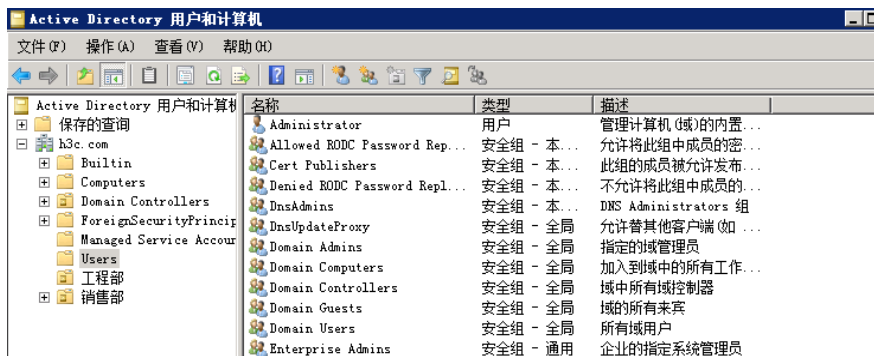 Active Directory 用户和计算机
文件(F) 操作(A) 查看(V) 帮助(H)
Active Directory 用户和计算机
保存的查询
h3c.com
Builtin
Computers
Domain Controllers
ForeignSecurityPrincip
Managed Service Accour
Users
工程部
销售部
名称 类型 描述
Administrator 用户 管理计算机(域)的内置...
Allowed RODC Password Rep... 安全组 - 本... 允许将此组中成员的密...
Cert Publishers 安全组 - 本... 此组的成员被允许发布...
Denied RODC Password Repl... 安全组 - 本... 不允许将此组中成员的...
DnsAdmins 安全组 - 本... DNS Administrators 组
DnsUpdateProxy 安全组 - 全局 允许替其他客户端(如 ...
Domain Admins 安全组 - 全局 指定的域管理员
Domain Computers 安全组 - 全局 加入到域中的所有工作...
Domain Controllers 安全组 - 全局 域中所有域控制器
Domain Guests 安全组 - 全局 域的所有来宾
Domain Users 安全组 - 全局 所有域用户
Enterprise Admins 安全组 - 通用 企业的指定系统管理员